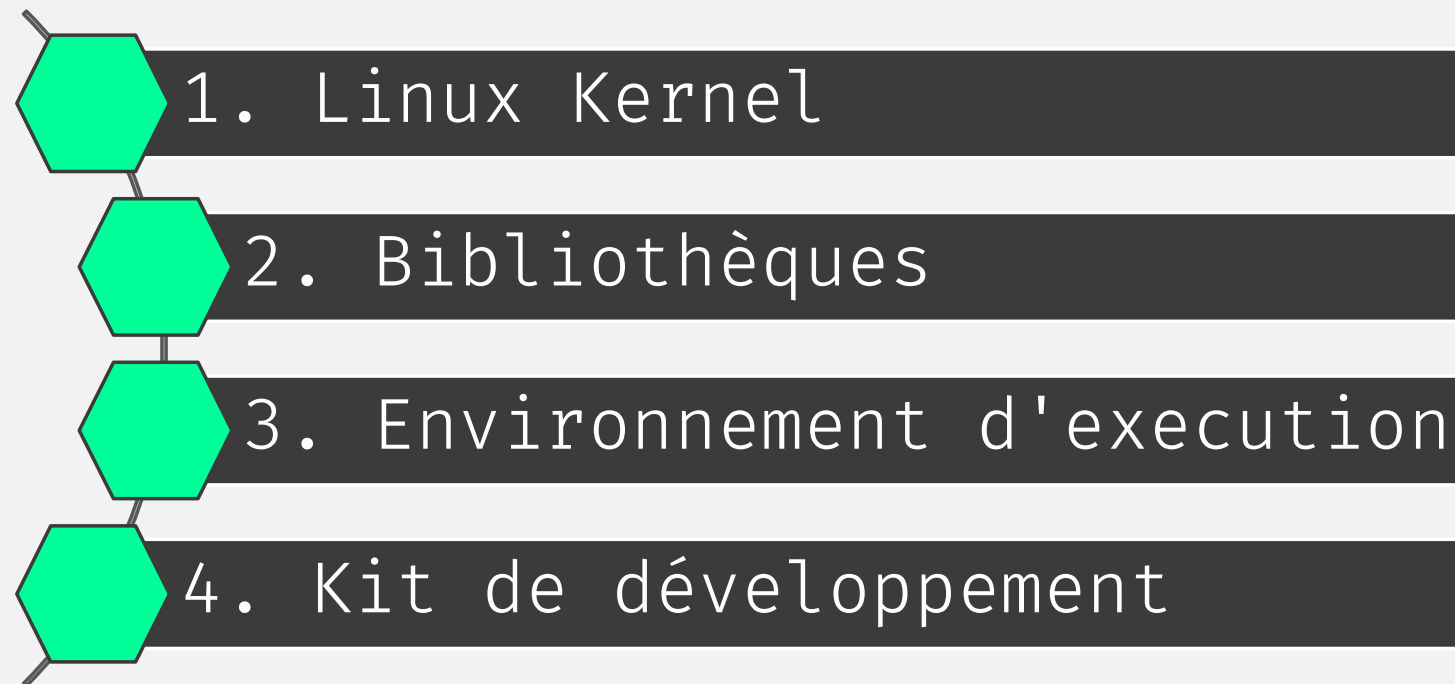 1. Linux Kernel
2. Bibliothèques
3. Environnement d'execution
4. Kit de développement